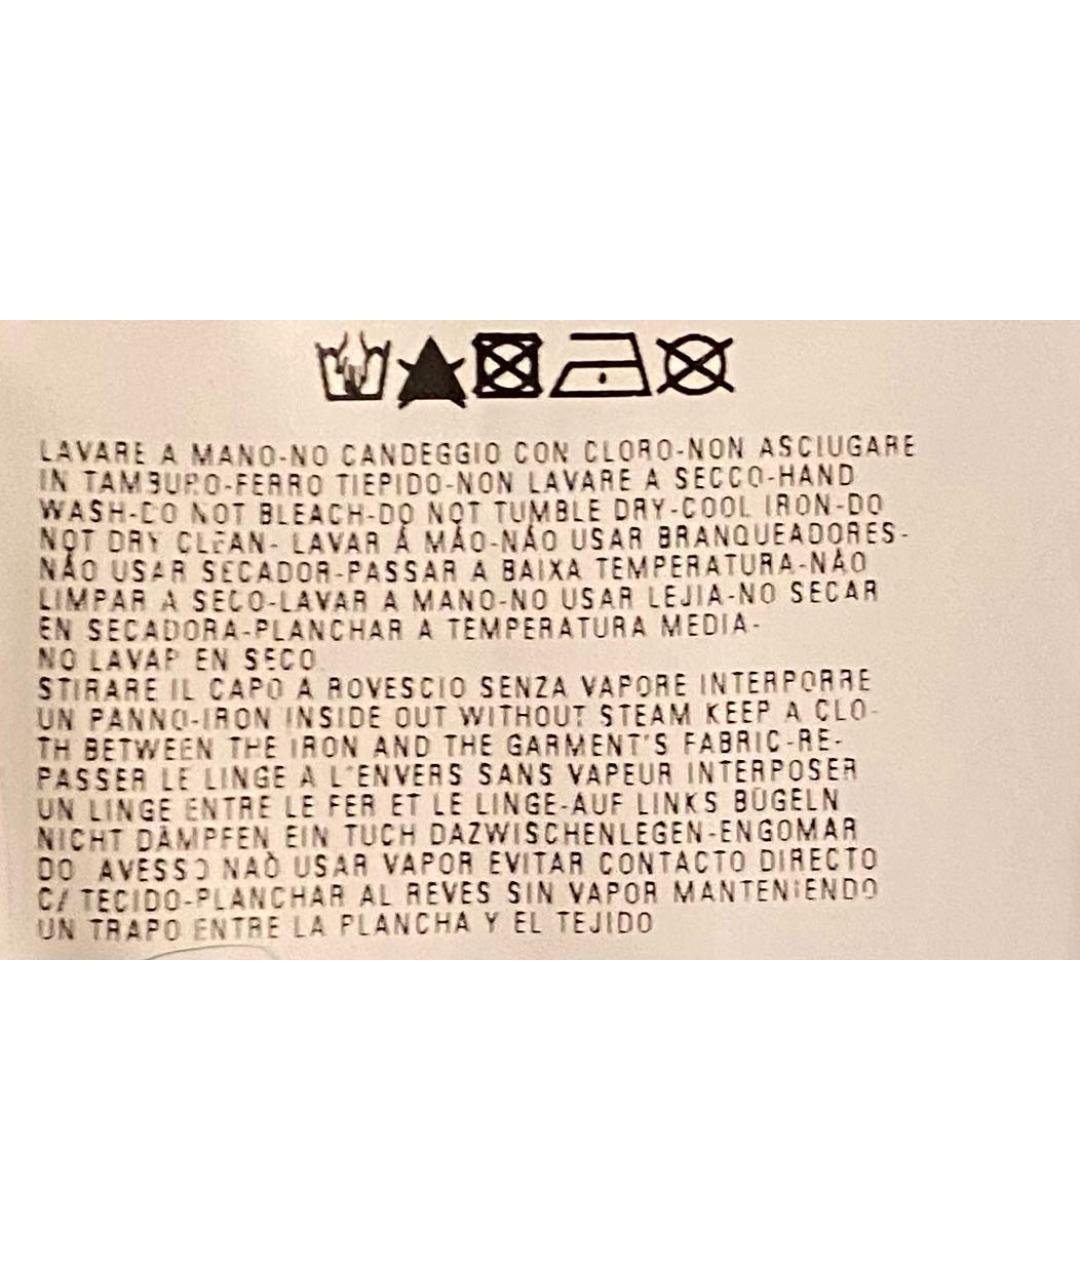 LAVARE A MANO-NO CANDEGGIO CON CLORO-NON ASCIUGARE
IN TAMBURO-FERRO TIEPIDO-NON LAVARE A SECCO-HAND
WASH-DO NOT BLEACH-DO NOT TUMBLE DRY-COOL IRON-DO
NOT DRY CLEAN- LAVAR Á MÃO-NÃO USAR BRANQUEADORES-
NÃO USAR SECADOR-PASSAR A BAIXA TEMPERATURA-NÃO
LIMPAR A SECO-LAVAR A MANO-NO USAR LEJIA-NO SECAR
EN SECADORA-PLANCHAR A TEMPERATURA MEDIA-
NO LAVAR EN SECO
STIRARE IL CAPO A ROVESCIO SENZA VAPORE INTERPORRE
UN PANNO-IRON INSIDE OUT WITHOUT STEAM KEEP A CLO-
TH BETWEEN THE IRON AND THE GARMENT'S FABRIC-RE-
PASSER LE LINGE A L'ENVERS SANS VAPEUR INTERPOSER
UN LINGE ENTRE LE FER ET LE LINGE-AUF LINKS BÜGELN
NICHT DÄMPFEN EIN TUCH DAZWISCHENLEGEN-ENGOMAR
DO AVESSO NAÒ USAR VAPOR EVITAR CONTACTO DIRECTO
C/ TECIDO-PLANCHAR AL REVES SIN VAPOR MANTENIENDO
UN TRAPO ENTRE LA PLANCHA Y EL TEJIDO